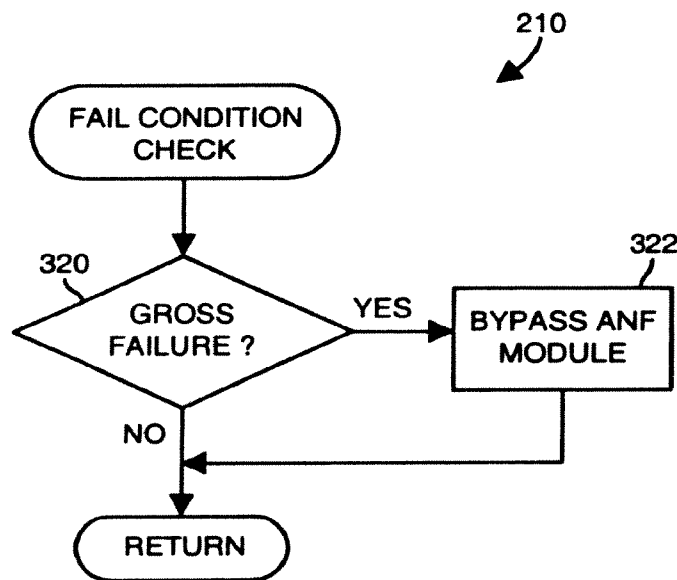 210
FAIL CONDITION
CHECK
320
GROSS
FAILURE ?
YES
322
BYPASS ANF
MODULE
NO
RETURN